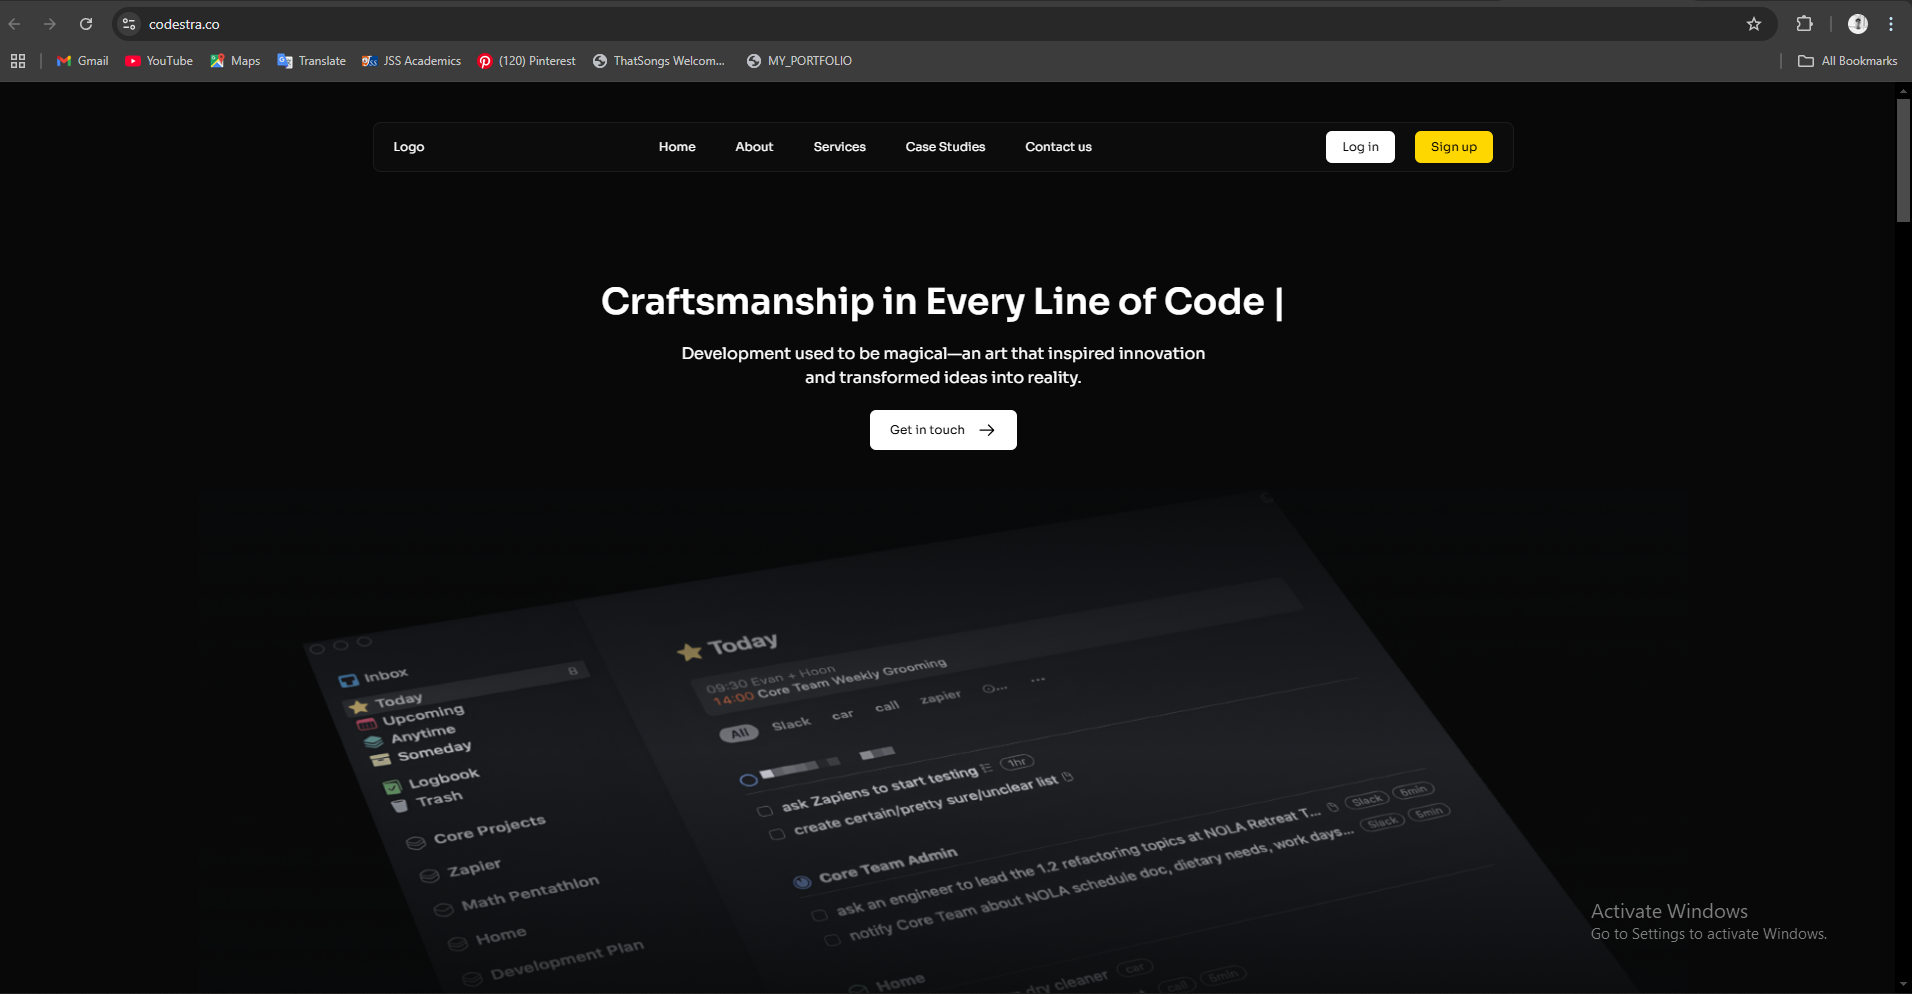 codestra.co
Gmail YouTube Maps Translate JSS Academics (120) Pinterest ThatSongs Welcom... MY_PORTFOLIO All Bookmarks
Logo Home About Services Case Studies Contact us Log in Sign up
Craftsmanship in Every Line of Code |
Development used to be magical—an art that inspired innovation
and transformed ideas into reality.
Get in touch
Inbox
Today 8
Upcoming
Anytime
Someday
Logbook
Trash
Core Projects
Zapier
Math Pentathlon
Home
Development Plan
Today
09:30 Evan + Hoon
14:00 Core Team Weekly Grooming
All Slack car call zapier ...
ask Zapiens to start testing 1hr
create certain/pretty sure/unclear list
Core Team Admin
ask an engineer to lead the 1.2 refactoring topics at NOLA Retreat T... Slack 5min
notify Core Team about NOLA schedule doc, dietary needs, work days... Slack 5min
Home
dry cleaner car
call 5min
Activate Windows
Go to Settings to activate Windows.